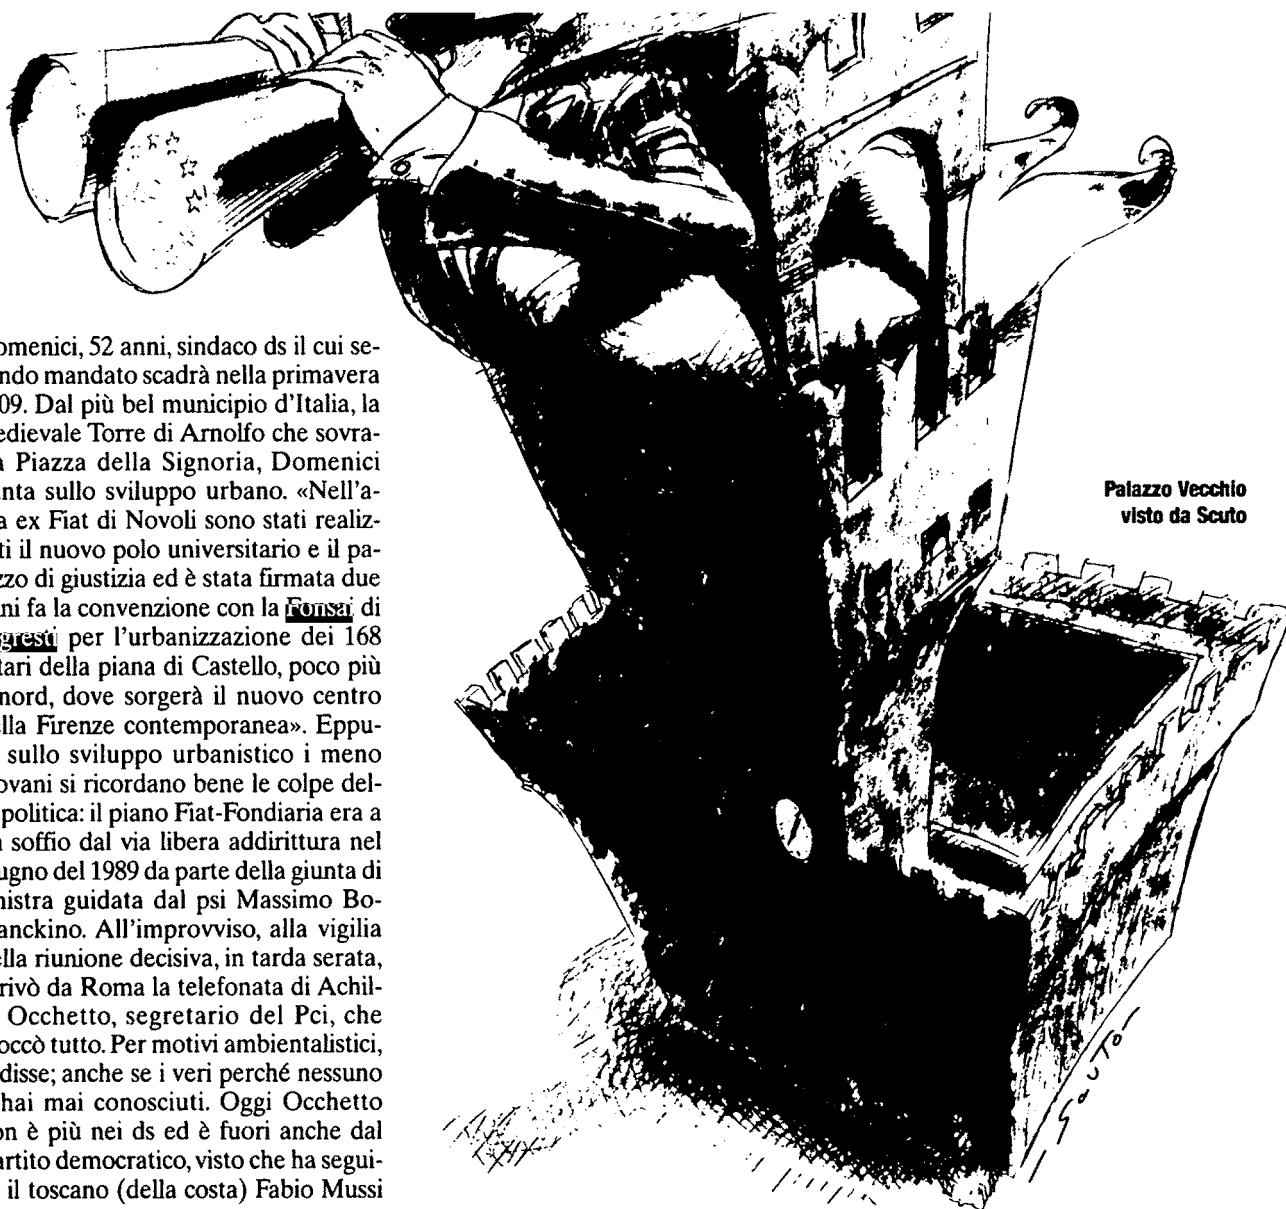 omenici, 52 anni, sindaco ds il cui se-
ndo mandato scadrà nella primavera
09. Dal più bel municipio d'Italia, la
edievale Torre di Arnolfo che sovra-
a Piazza della Signoria, Domenici
nta sullo sviluppo urbano. «Nell'a-
a ex Fiat di Novoli sono stati realiz-
ti il nuovo polo universitario e il pa-
zzo di giustizia ed è stata firmata due
ni fa la convenzione con la Fonsai di
gresti per l'urbanizzazione dei 168
tari della piana di Castello, poco più
nord, dove sorgerà il nuovo centro
lla Firenze contemporanea». Eppu-
sullo sviluppo urbanistico i meno
ovani si ricordano bene le colpe del-
politica: il piano Fiat-Fondiaria era a
n soffio dal via libera addirittura nel
ugno del 1989 da parte della giunta di
nistra guidata dal psi Massimo Bo-
anckino. All'improvviso, alla vigilia
lla riunione decisiva, in tarda serata,
rivò da Roma la telefonata di Achil-
Occhetto, segretario del Pci, che
occò tutto. Per motivi ambientalistici,
disse; anche se i veri perché nessuno
hai mai conosciuti. Oggi Occhetto
on è più nei ds ed è fuori anche dal
artito democratico, visto che ha segui-
il toscano (della costa) Fabio Mussi
Palazzo Vecchio
visto da Scuto
Scuto